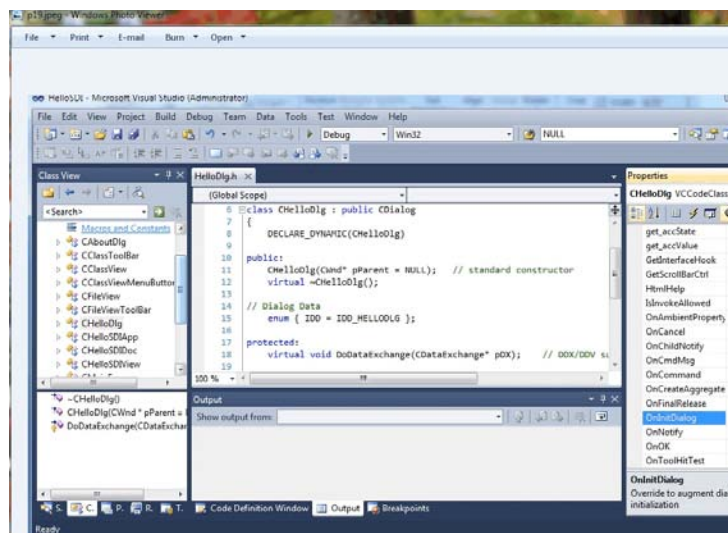 p19.jpeg - Windows Photo Viewer
File Print E-mail Burn Open
HelloSDI - Microsoft Visual Studio (Administrator)
File Edit View Project Build Debug Team Data Tools Test Window Help
Debug Win32 NULL
Class View
<Search>
Macros and Constants
CAboutDlg
CClassToolBar
CClassView
CClassViewMenuButton
CFileView
CFileViewToolBar
CHelloDlg
CHelloSDIApp
CHelloSDIDoc
CHelloSDIView
~CHelloDlg()
CHelloDlg(CWnd * pParent =
DoDataExchange(CDataExchar
HelloDlg.h
(Global Scope)
6 class CHelloDlg : public CDialog
7 {
8 DECLARE_DYNAMIC(CHelloDlg)
9
10 public:
11 CHelloDlg(CWnd* pParent = NULL); // standard constructor
12 virtual ~CHelloDlg();
13
14 // Dialog Data
15 enum { IDD = IDD_HELLODLG };
16
17 protected:
18 virtual void DoDataExchange(CDataExchange* pDX); // DDX/DDV su
19
100 %
Output
Show output from:
Properties
CHelloDlg VCCodeClass
get_accState
get_accValue
GetInterfaceHook
GetScrollBarCtrl
HtmlHelp
IsInvokeAllowed
OnAmbientProperty
OnCancel
OnChildNotify
OnCmdMsg
OnCommand
OnCreateAggregate
OnFinalRelease
OnInitDialog
OnNotify
OnOK
OnToolHitTest
OnInitDialog
Override to augment dia
initialization
S. C. P. R. T. Code Definition Window Output Breakpoints
Ready